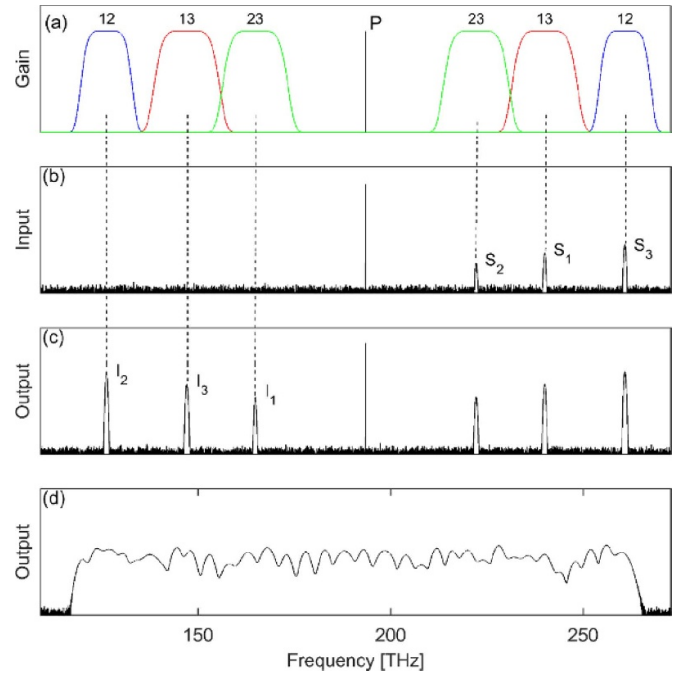 (a) 12 13 23 P 23 13 12
Gain
(b)
Input
S2 S1 S3
(c)
Output
I2 I3 I1
(d)
Output
150 200 250
Frequency [THz]